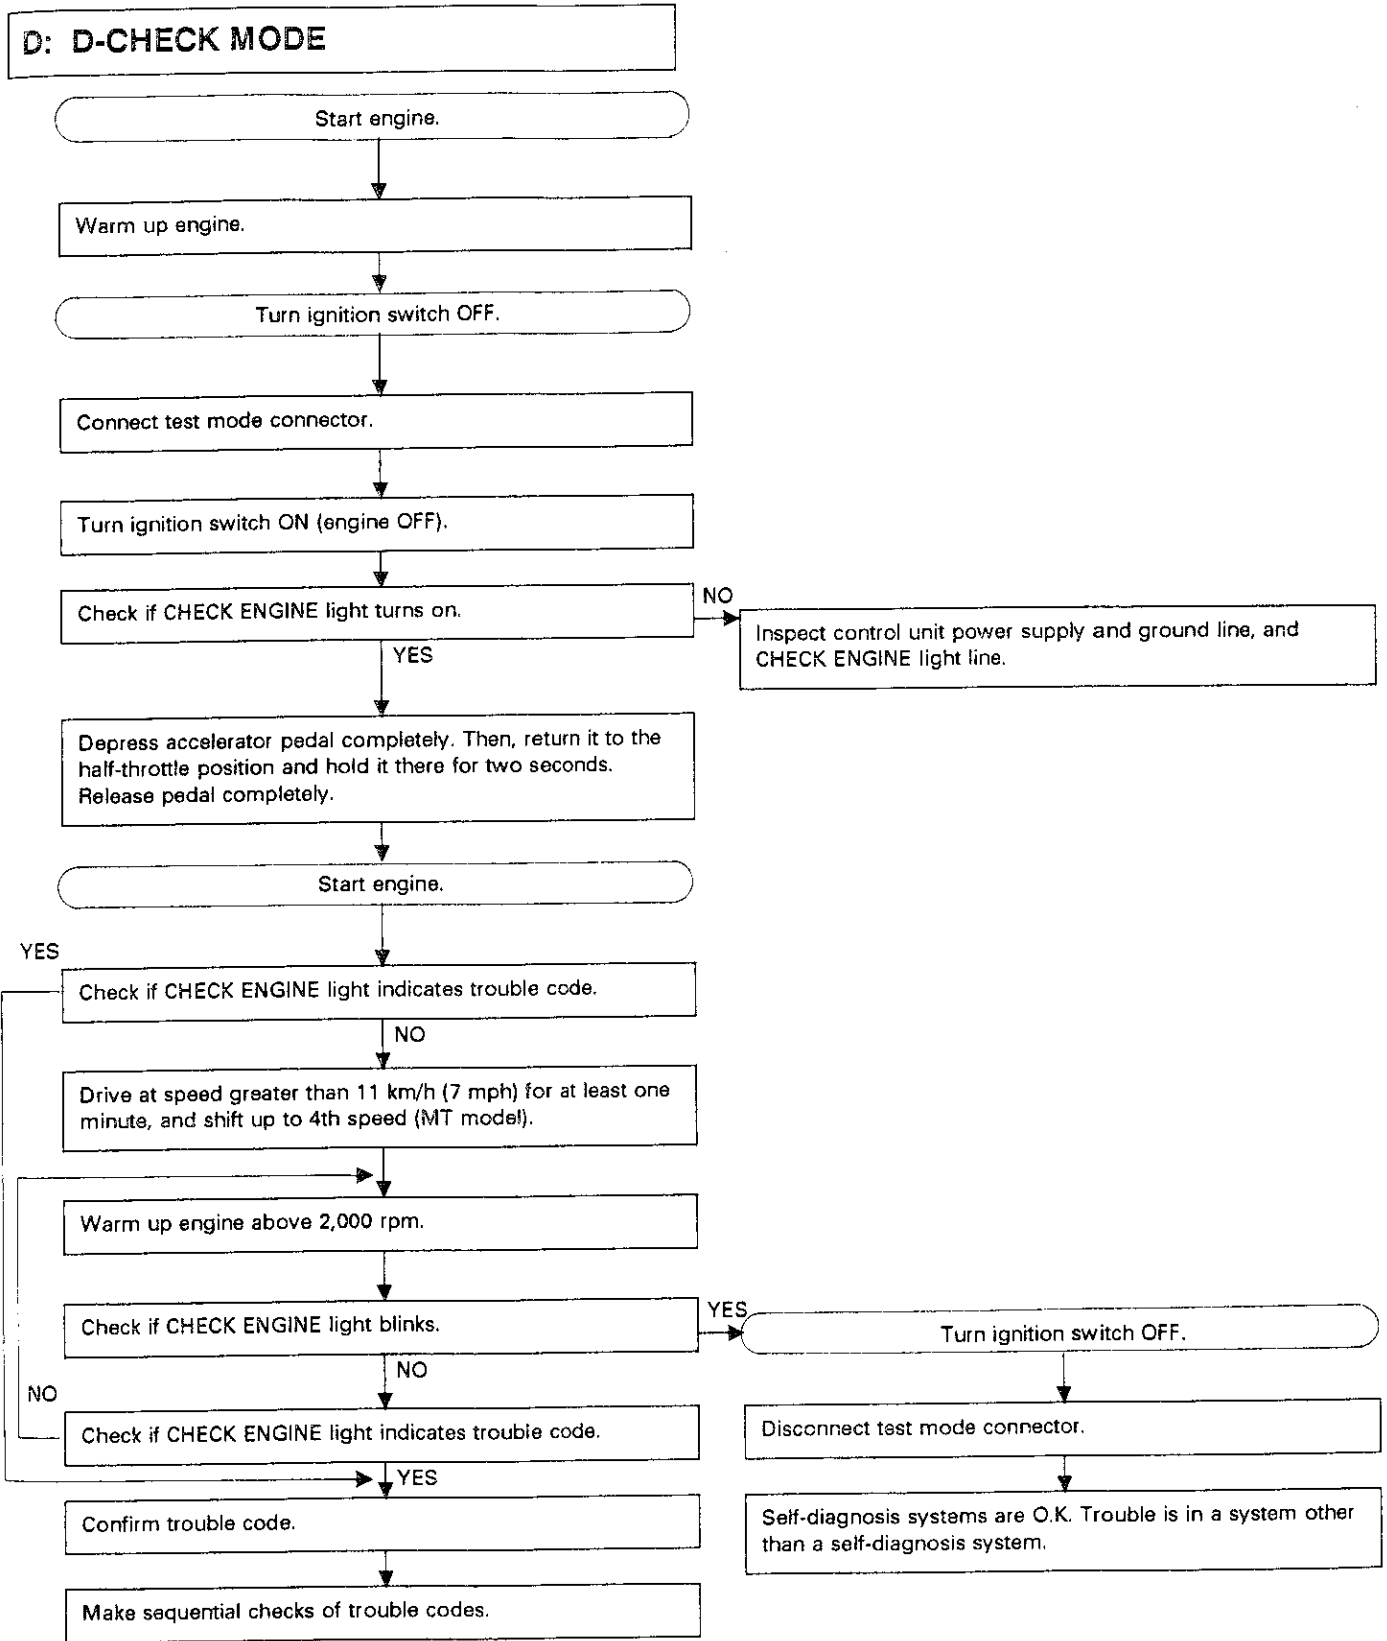 D: D-CHECK MODE
Start engine.
Warm up engine.
Turn ignition switch OFF.
Connect test mode connector.
Turn ignition switch ON (engine OFF).
Check if CHECK ENGINE light turns on.
NO
Inspect control unit power supply and ground line, and
CHECK ENGINE light line.
YES
Depress accelerator pedal completely. Then, return it to the
half-throttle position and hold it there for two seconds.
Release pedal completely.
Start engine.
YES
Check if CHECK ENGINE light indicates trouble code.
NO
Drive at speed greater than 11 km/h (7 mph) for at least one
minute, and shift up to 4th speed (MT model).
Warm up engine above 2,000 rpm.
Check if CHECK ENGINE light blinks.
YES
Turn ignition switch OFF.
NO
NO
Check if CHECK ENGINE light indicates trouble code.
Disconnect test mode connector.
YES
Confirm trouble code.
Self-diagnosis systems are O.K. Trouble is in a system other
than a self-diagnosis system.
Make sequential checks of trouble codes.